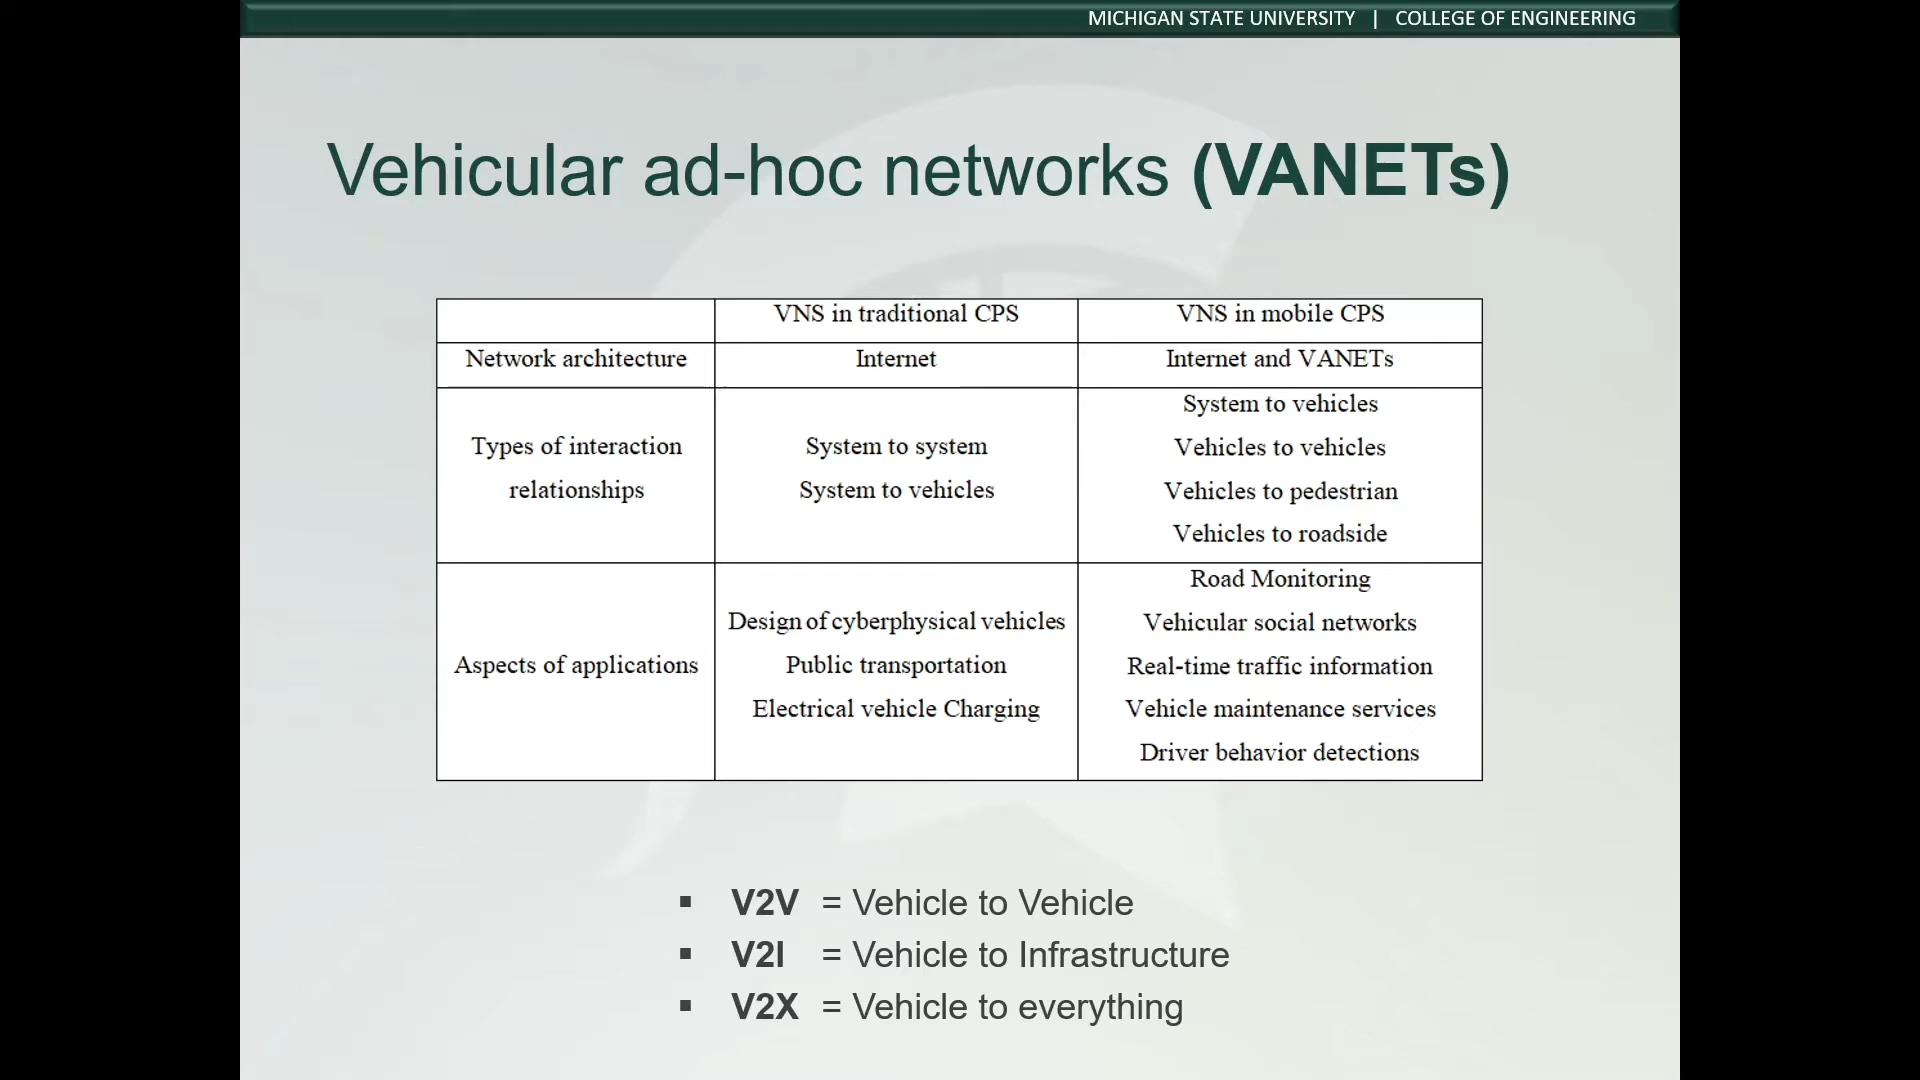 MICHIGAN STATE UNIVERSITY | COLLEGE OF ENGINEERING
Vehicular ad-hoc networks (VANETs)
VNS in traditional CPS
VNS in mobile CPS
Network architecture
Internet
Internet and VANETs
Types of interaction
relationships
System to system
System to vehicles
System to vehicles
Vehicles to vehicles
Vehicles to pedestrian
Vehicles to roadside
Aspects of applications
Design of cyberphysical vehicles
Public transportation
Electrical vehicle Charging
Road Monitoring
Vehicular social networks
Real-time traffic information
Vehicle maintenance services
Driver behavior detections
▪ V2V = Vehicle to Vehicle
▪ V2I = Vehicle to Infrastructure
▪ V2X = Vehicle to everything